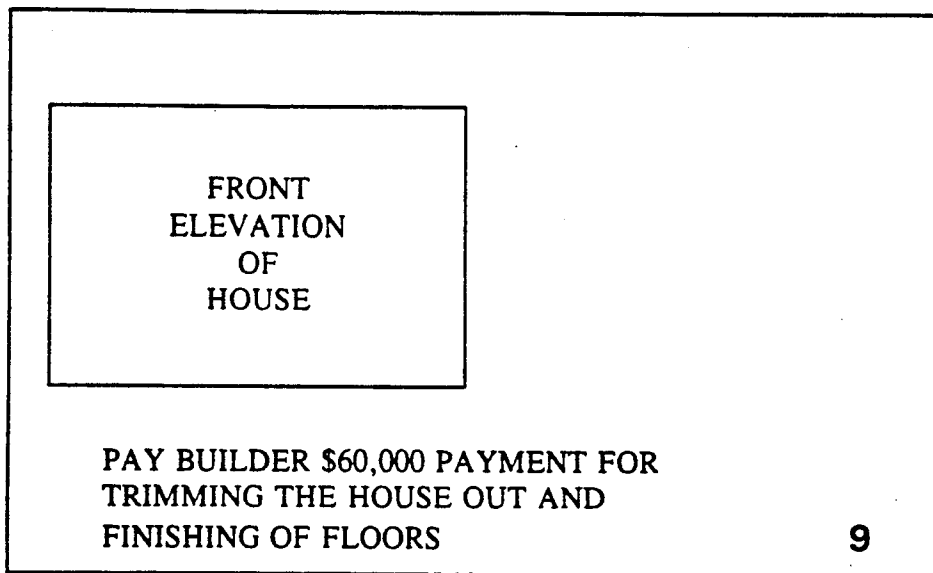 FRONT
ELEVATION
OF
HOUSE
PAY BUILDER $60,000 PAYMENT FOR
TRIMMING THE HOUSE OUT AND
FINISHING OF FLOORS
9